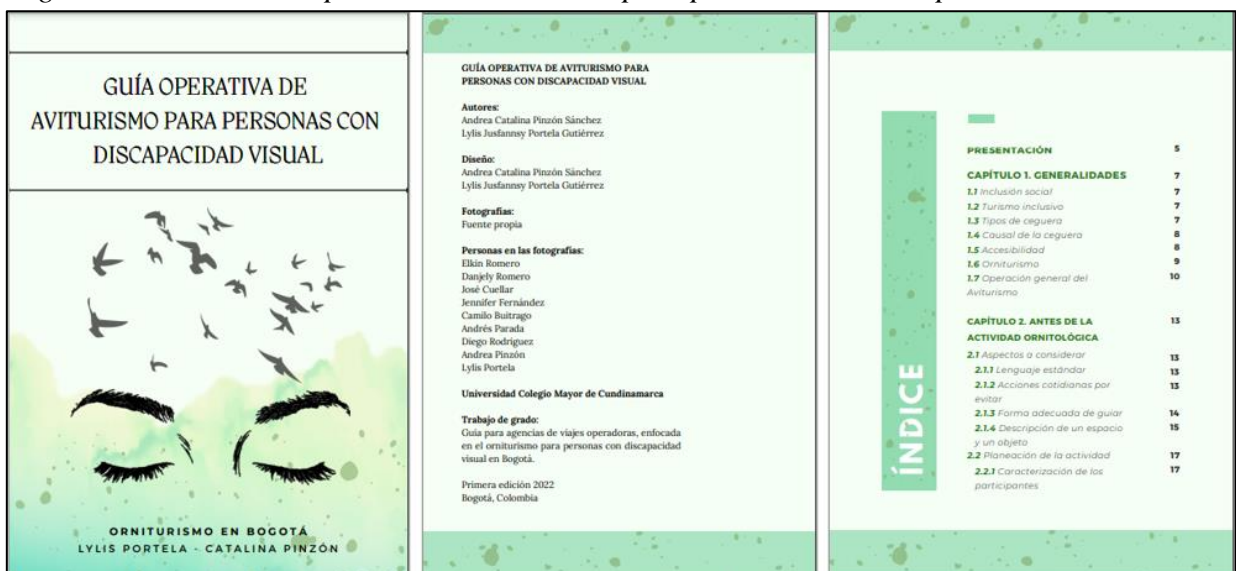 GUÍA OPERATIVA DE
AVITURISMO PARA PERSONAS CON
DISCAPACIDAD VISUAL
ORNITURISMO EN BOGOTÁ
LYLIS PORTELA - CATALINA PINZÓN
GUÍA OPERATIVA DE AVITURISMO PARA
PERSONAS CON DISCAPACIDAD VISUAL
Autores:
Andrea Catalina Pinzón Sánchez
Lylis Jusfannsy Portela Gutiérrez
Diseño:
Andrea Catalina Pinzón Sánchez
Lylis Jusfannsy Portela Gutiérrez
Fotografías:
Fuente propia
Personas en las fotografías:
Elkin Romero
Danjely Romero
José Cuellar
Jennifer Fernández
Camilo Buitrago
Andrés Parada
Diego Rodríguez
Andrea Pinzón
Lylis Portela
Universidad Colegio Mayor de Cundinamarca
Trabajo de grado:
Guía para agencias de viajes operadoras, enfocada
en el orniturismo para personas con discapacidad
visual en Bogotá.
Primera edición 2022
Bogotá, Colombia
ÍNDICE
PRESENTACIÓN 5
CAPÍTULO 1. GENERALIDADES 7
1.1 Inclusión social 7
1.2 Turismo inclusivo 7
1.3 Tipos de ceguera 7
1.4 Causal de la ceguera 8
1.5 Accesibilidad 8
1.6 Orniturismo 9
1.7 Operación general del 10
Aviturismo
CAPÍTULO 2. ANTES DE LA 13
ACTIVIDAD ORNITOLÓGICA
2.1 Aspectos a considerar 13
2.1.1 Lenguaje estándar 13
2.1.2 Acciones cotidianas por 13
evitar
2.1.3 Forma adecuada de guiar 14
2.1.4 Descripción de un espacio 15
y un objeto
2.2 Planeación de la actividad 17
2.2.1 Caracterización de los 17
participantes